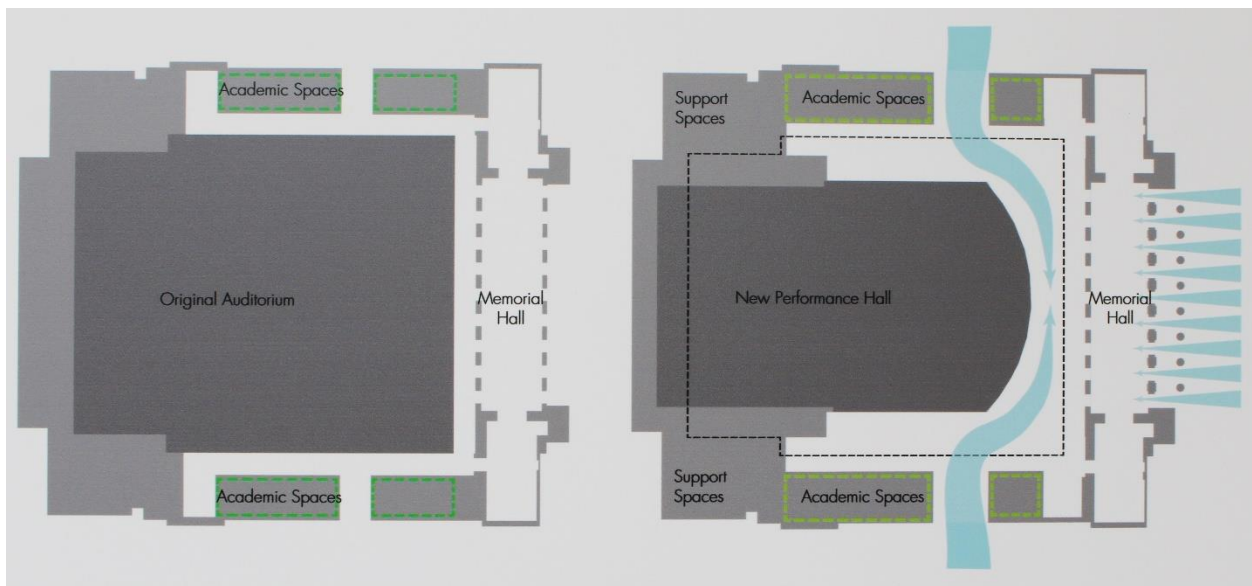 Academic Spaces
Original Auditorium
Memorial
Hall
Academic Spaces
Support
Spaces
Academic Spaces
New Performance Hall
Memorial
Hall
Support
Spaces
Academic Spaces